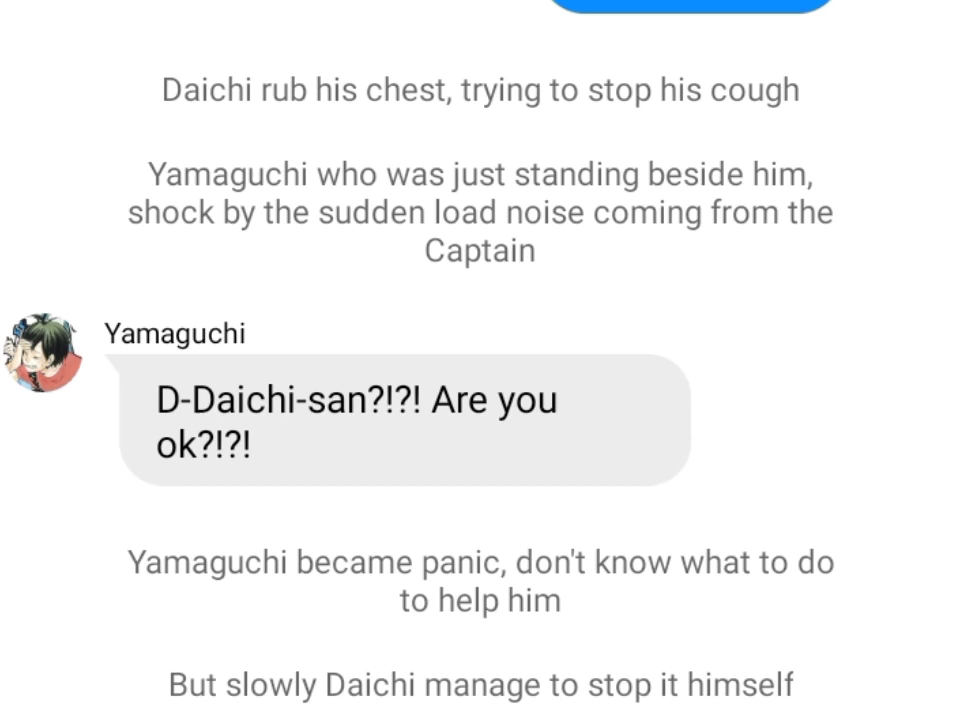 Daichi rub his chest, trying to stop his cough
Yamaguchi who was just standing beside him,
shock by the sudden load noise coming from the
Captain
Yamaguchi
D-Daichi-san?!?! Are you
ok?!?!
Yamaguchi became panic, don't know what to do
to help him
But slowly Daichi manage to stop it himself